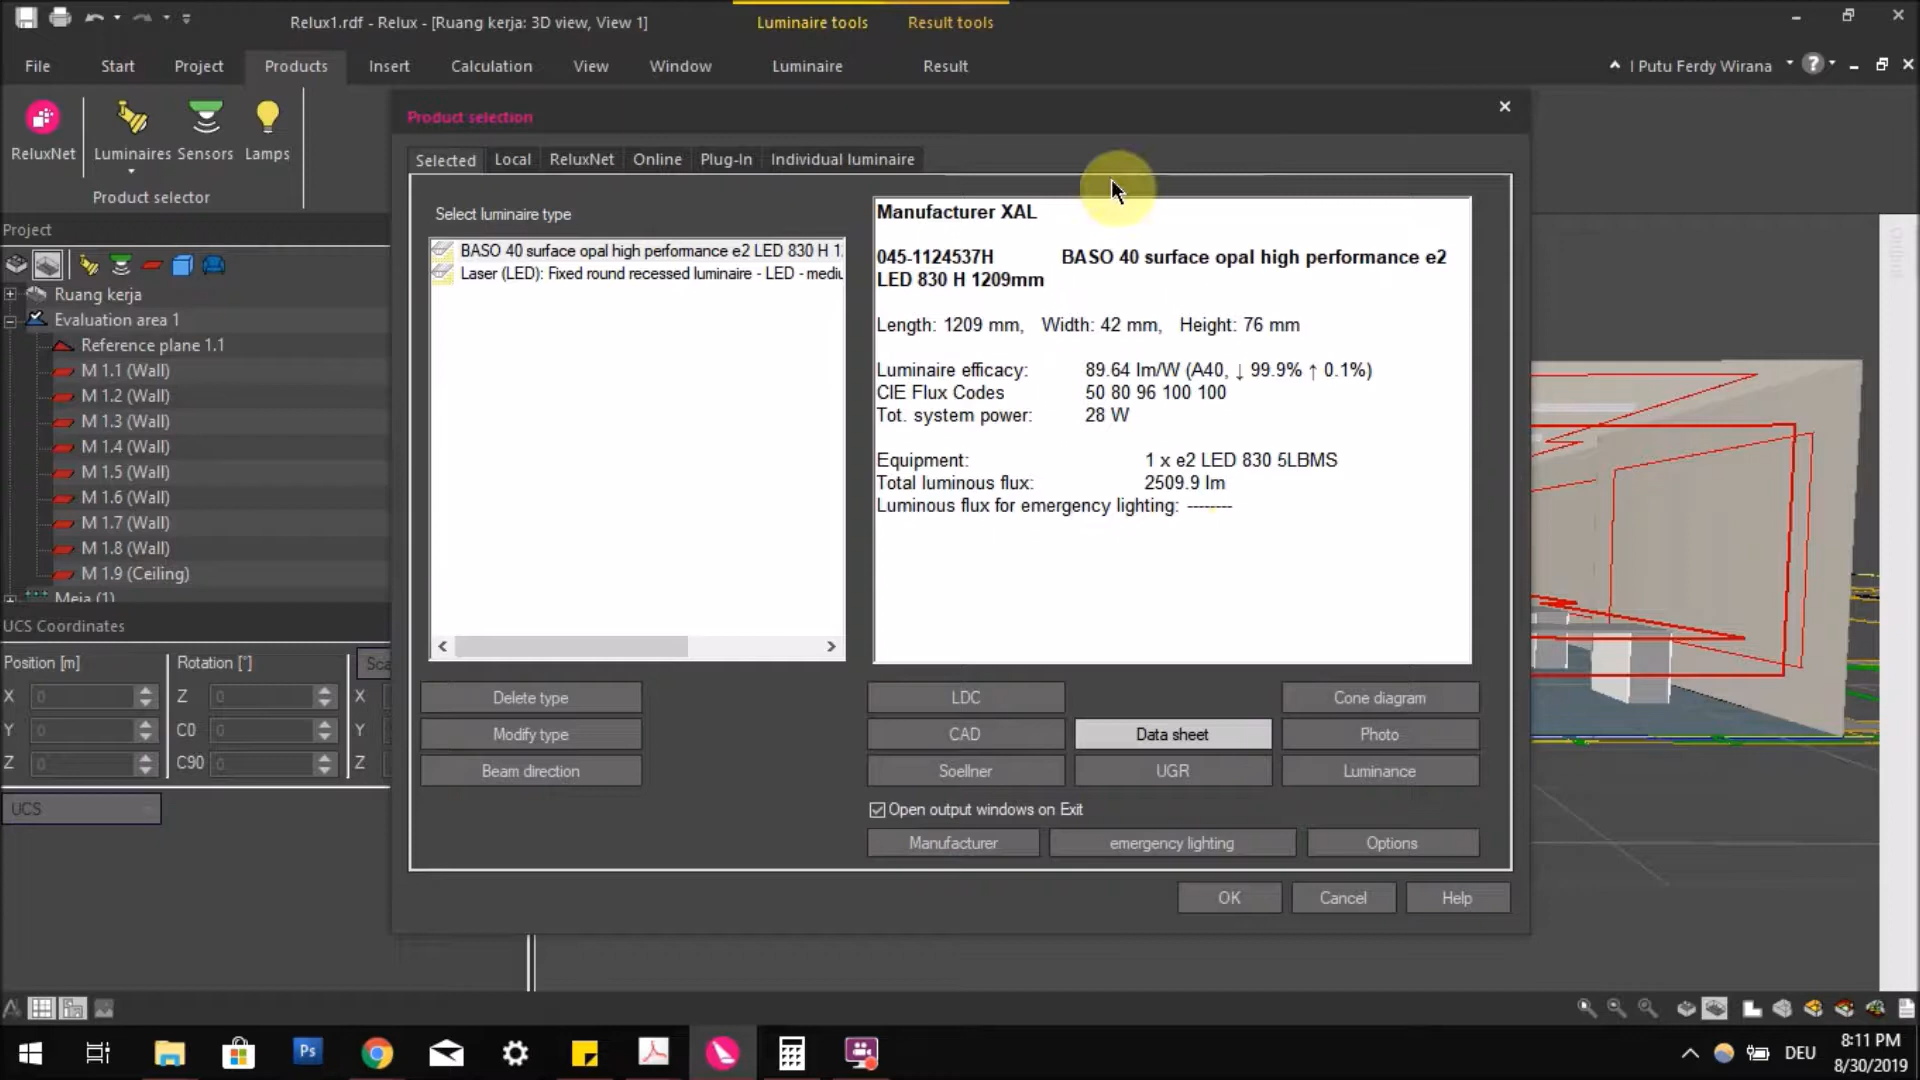 Relux1.rdf - Relux - [Ruang kerja: 3D view, View 1]
Luminaire tools
Result tools
File
Start
Project
Products
Insert
Calculation
View
Window
Luminaire
Result
I Putu Ferdy Wirana
?
ReluxNet
Luminaires
Sensors
Lamps
Product selector
Product selection
Selected
Local
ReluxNet
Online
Plug-In
Individual luminaire
Project
Ruang kerja
Evaluation area 1
Reference plane 1.1
M 1.1 (Wall)
M 1.2 (Wall)
M 1.3 (Wall)
M 1.4 (Wall)
M 1.5 (Wall)
M 1.6 (Wall)
M 1.7 (Wall)
M 1.8 (Wall)
M 1.9 (Ceiling)
Meja (1)
UCS Coordinates
Position [m]
Rotation [°]
Sca
X 0
Z 0
X
Y 0
C0 0
Y
Z 0
C90 0
Z
UCS
Select luminaire type
BASO 40 surface opal high performance e2 LED 830 H 1.
Laser (LED): Fixed round recessed luminaire - LED - mediu
Delete type
Modify type
Beam direction
Manufacturer XAL
045-1124537H BASO 40 surface opal high performance e2
LED 830 H 1209mm
Length: 1209 mm, Width: 42 mm, Height: 76 mm
Luminaire efficacy: 89.64 lm/W (A40, ↓ 99.9% ↑ 0.1%)
CIE Flux Codes 50 80 96 100 100
Tot. system power: 28 W
Equipment: 1 x e2 LED 830 5LBMS
Total luminous flux: 2509.9 lm
Luminous flux for emergency lighting: --------
LDC
Cone diagram
CAD
Data sheet
Photo
Soellner
UGR
Luminance
Open output windows on Exit
Manufacturer
emergency lighting
Options
OK
Cancel
Help
Ps
DEU
8:11 PM
8/30/2019